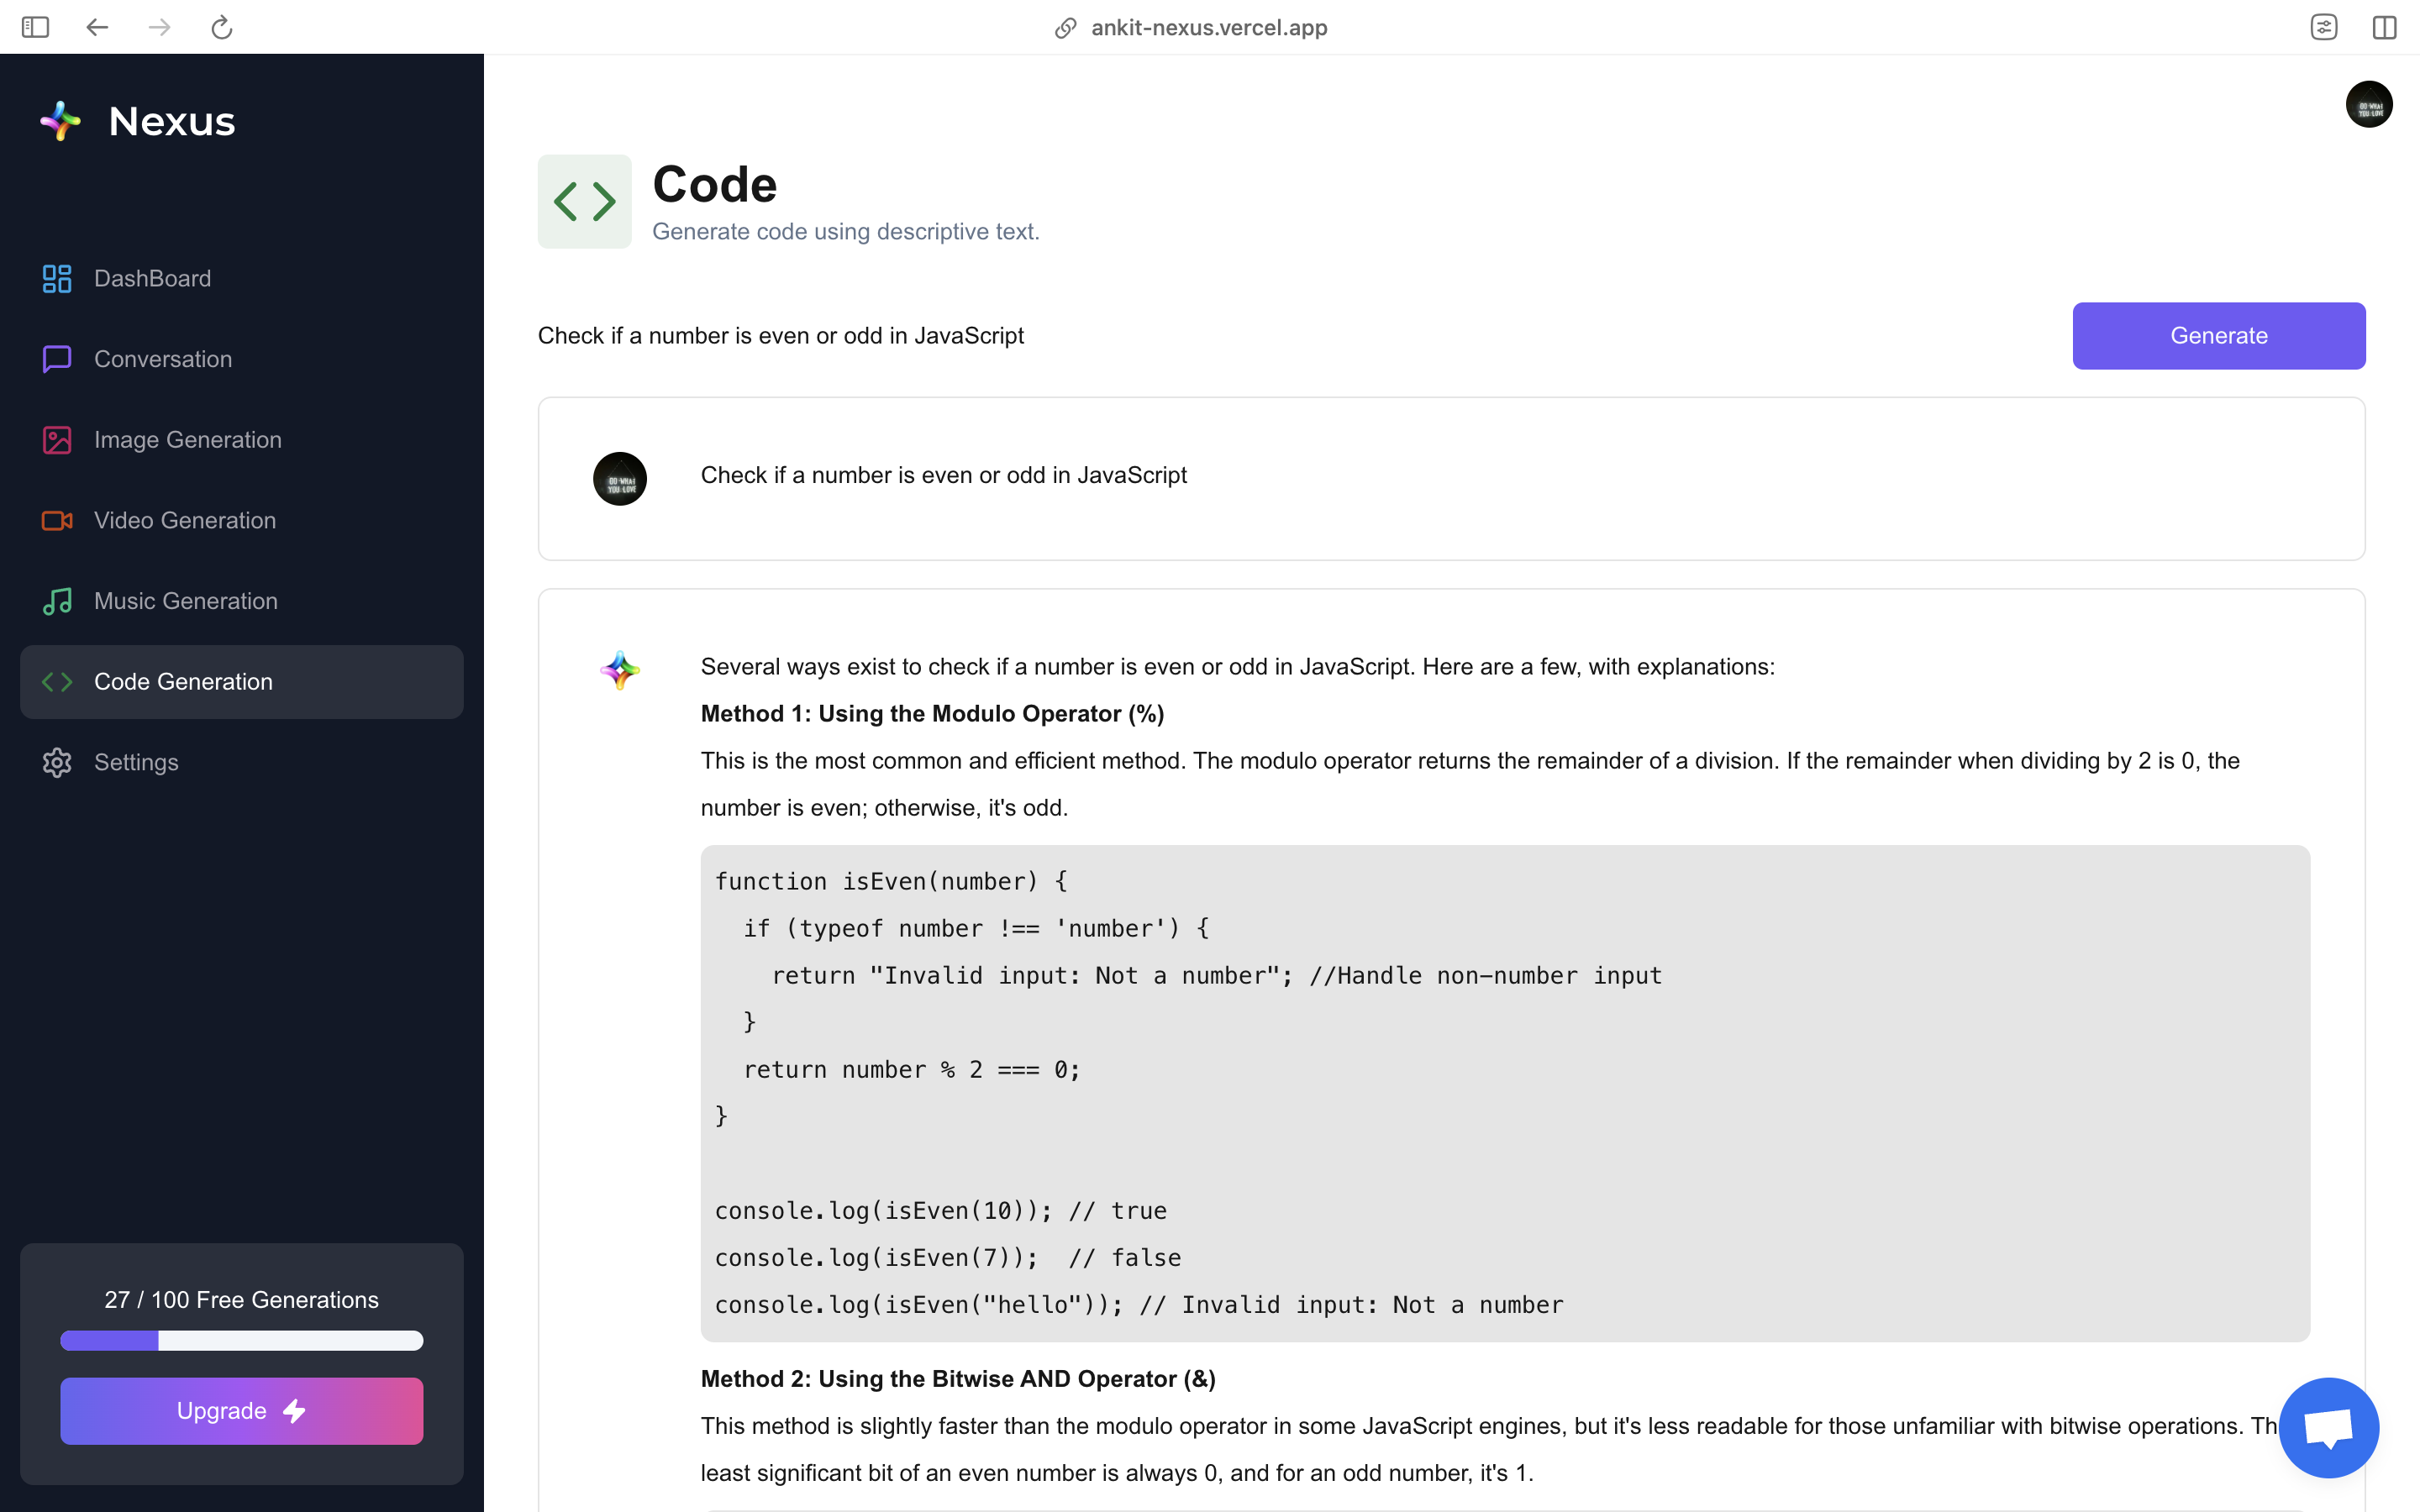 ankit-nexus.vercel.app
Nexus
DashBoard
Conversation
Image Generation
Video Generation
Music Generation
Code Generation
Settings
27 / 100 Free Generations
Upgrade
DO WHAT
YOU LOVE
Code
Generate code using descriptive text.
Check if a number is even or odd in JavaScript
Generate
DO WHAT
YOU LOVE
Check if a number is even or odd in JavaScript
Several ways exist to check if a number is even or odd in JavaScript. Here are a few, with explanations:
Method 1: Using the Modulo Operator (%)
This is the most common and efficient method. The modulo operator returns the remainder of a division. If the remainder when dividing by 2 is 0, the
number is even; otherwise, it's odd.
function isEven(number) {
  if (typeof number !== 'number') {
    return "Invalid input: Not a number"; //Handle non-number input
  }
  return number % 2 === 0;
}
console.log(isEven(10)); // true
console.log(isEven(7));  // false
console.log(isEven("hello")); // Invalid input: Not a number
Method 2: Using the Bitwise AND Operator (&)
This method is slightly faster than the modulo operator in some JavaScript engines, but it's less readable for those unfamiliar with bitwise operations. Th
least significant bit of an even number is always 0, and for an odd number, it's 1.